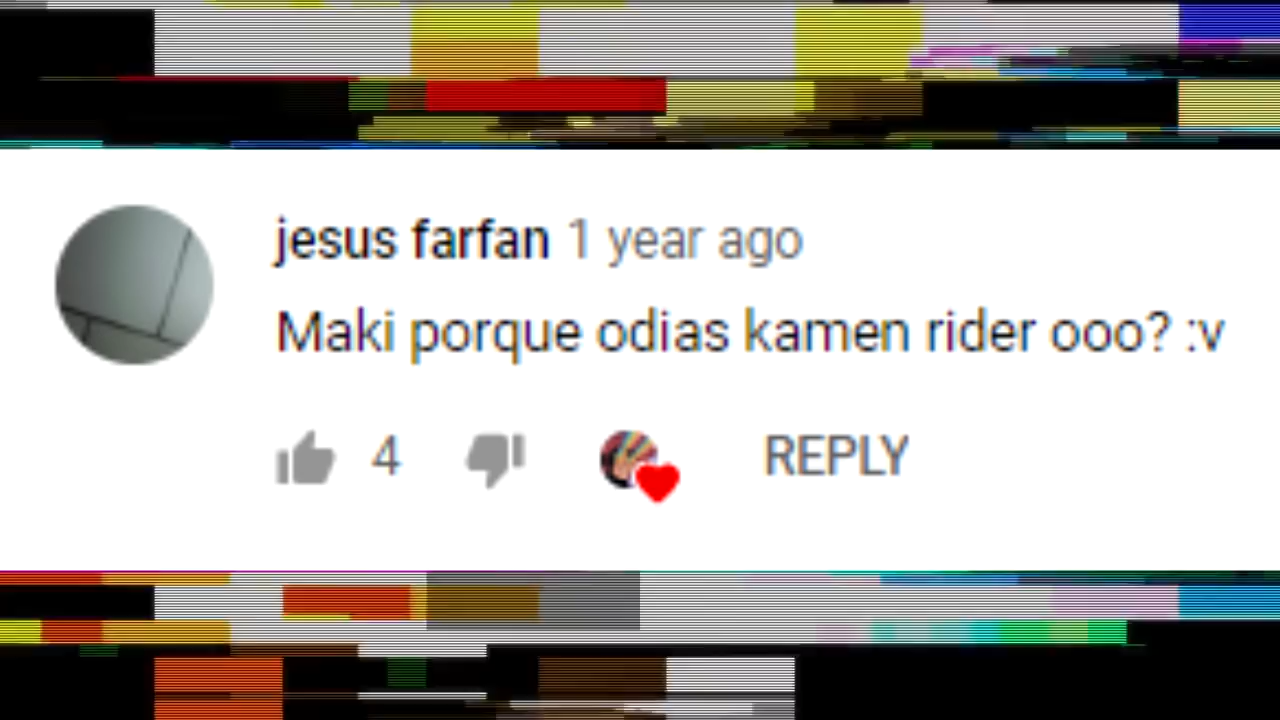 jesus farfan 1 year ago
Maki porque odias kamen rider ooo? :v
4 REPLY